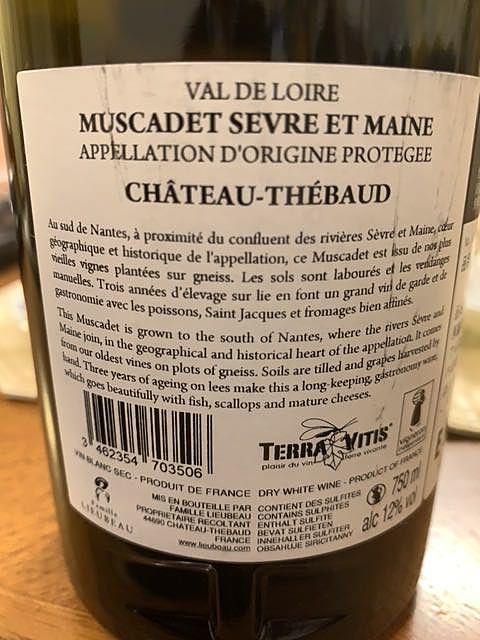 VAL DE LOIRE
MUSCADET SEVRE ET MAINE
APPELLATION D'ORIGINE PROTEGEE
CHÂTEAU-THÉBAUD
Au sud de Nantes, à proximité du confluent des rivières Sèvre et Maine, cœur
géographique et historique de l'appellation, ce Muscadet est issu de nos plus
vieilles vignes plantées sur gneiss. Les sols sont labourés et les vendanges
manuelles. Trois années d'élevage sur lie en font un grand vin de garde et de
gastronomie avec les poissons, Saint Jacques et fromages bien affinés.
This Muscadet is grown to the south of Nantes, where the rivers Sèvre and
Maine join, in the geographical and historical heart of the appellation. It comes
from our oldest vines on plots of gneiss. Soils are tilled and grapes harvested by
hand. Three years of ageing on lees make this a long-keeping, gastronomy wine,
which goes beautifully with fish, scallops and mature cheeses.
3 462354 703506
TERRA VITIS®
plaisir du vin, terre vivante
VIN BLANC SEC - PRODUIT DE FRANCE DRY WHITE WINE - PRODUCT OF FRANCE
Famille
LIEUBEAU
MIS EN BOUTEILLE PAR
FAMILLE LIEUBEAU
PROPRIETAIRE RECOLTANT
44690 CHATEAU-THEBAUD
FRANCE
www.lieubeau.com
CONTIENT DES SULFITES
CONTAINS SULPHITES
ENTHALT SULFITE
BEVAT SULFIETEN
INNEHALLER SULFITER
OBSAHUJE SIRICITANNY
750 ml
alc 12% vol